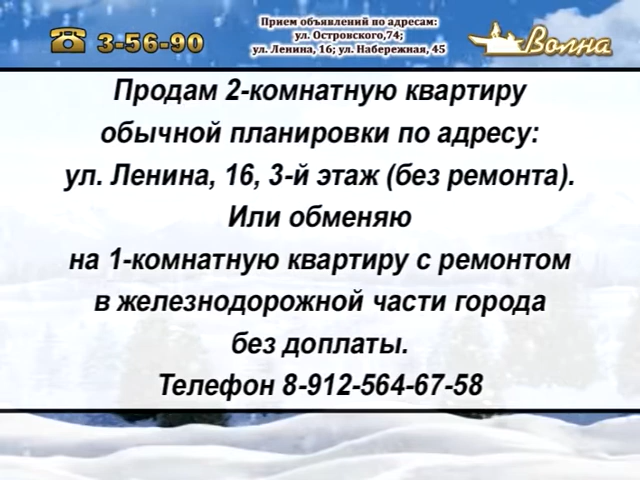 ☎ 3-56-90
Прием объявлений по адресам:
ул. Островского,74;
ул. Ленина, 16; ул. Набережная, 45
Волна
Продам 2-комнатную квартиру
обычной планировки по адресу:
ул. Ленина, 16, 3-й этаж (без ремонта).
Или обменяю
на 1-комнатную квартиру с ремонтом
в железнодорожной части города
без доплаты.
Телефон 8-912-564-67-58